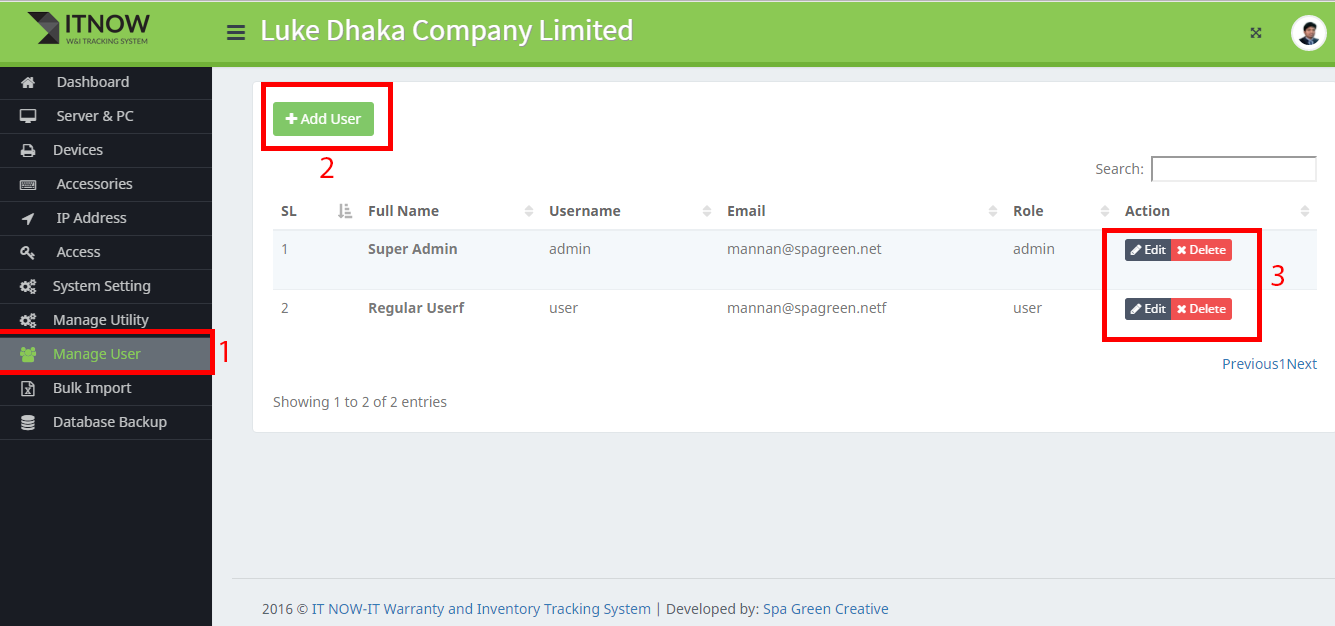 ITNOW
W&I TRACKING SYSTEM
Luke Dhaka Company Limited
Dashboard
Server & PC
Devices
Accessories
IP Address
Access
System Setting
Manage Utility
Manage User
1
Bulk Import
Database Backup
Add User
2
Search:
SL Full Name Username Email Role Action
1 Super Admin admin mannan@spagreen.net admin Edit Delete
2 Regular Userf user mannan@spagreen.netf user Edit Delete
3
Previous1Next
Showing 1 to 2 of 2 entries
2016 © IT NOW-IT Warranty and Inventory Tracking System | Developed by: Spa Green Creative